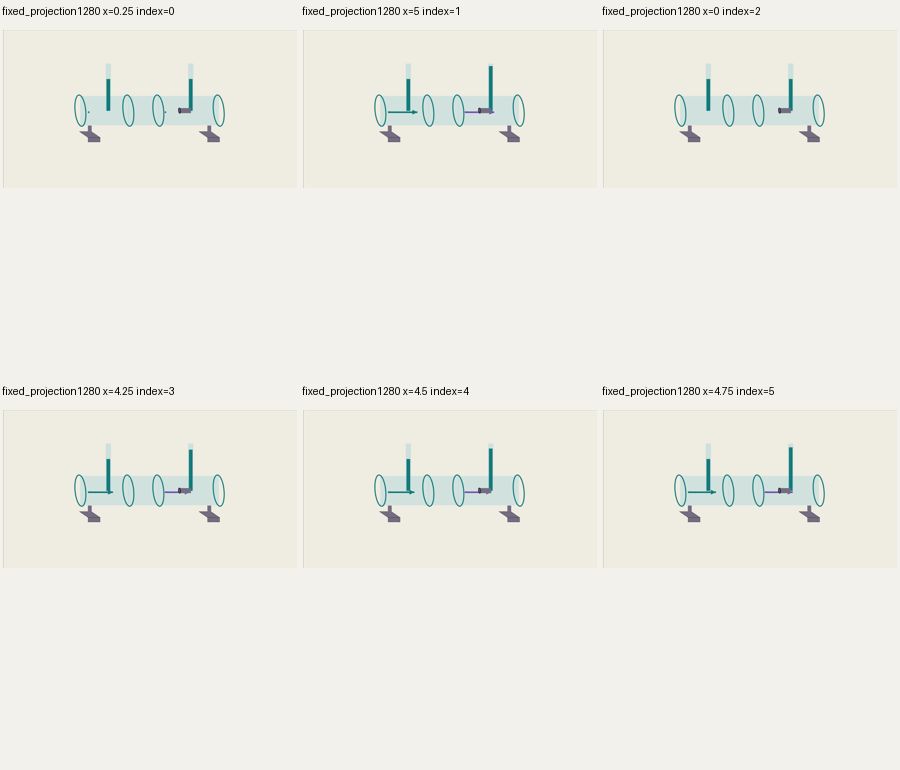 fixed_projection1280 x=0.25 index=0
fixed_projection1280 x=5 index=1
fixed_projection1280 x=0 index=2
fixed_projection1280 x=4.25 index=3
fixed_projection1280 x=4.5 index=4
fixed_projection1280 x=4.75 index=5